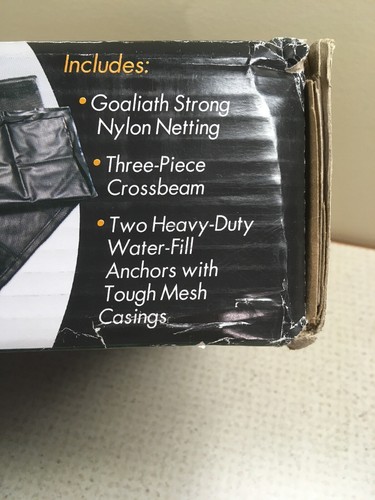 Includes:
• Goaliath Strong
Nylon Netting
• Three-Piece
Crossbeam
• Two Heavy-Duty
Water-Fill
Anchors with
Tough Mesh
Casings